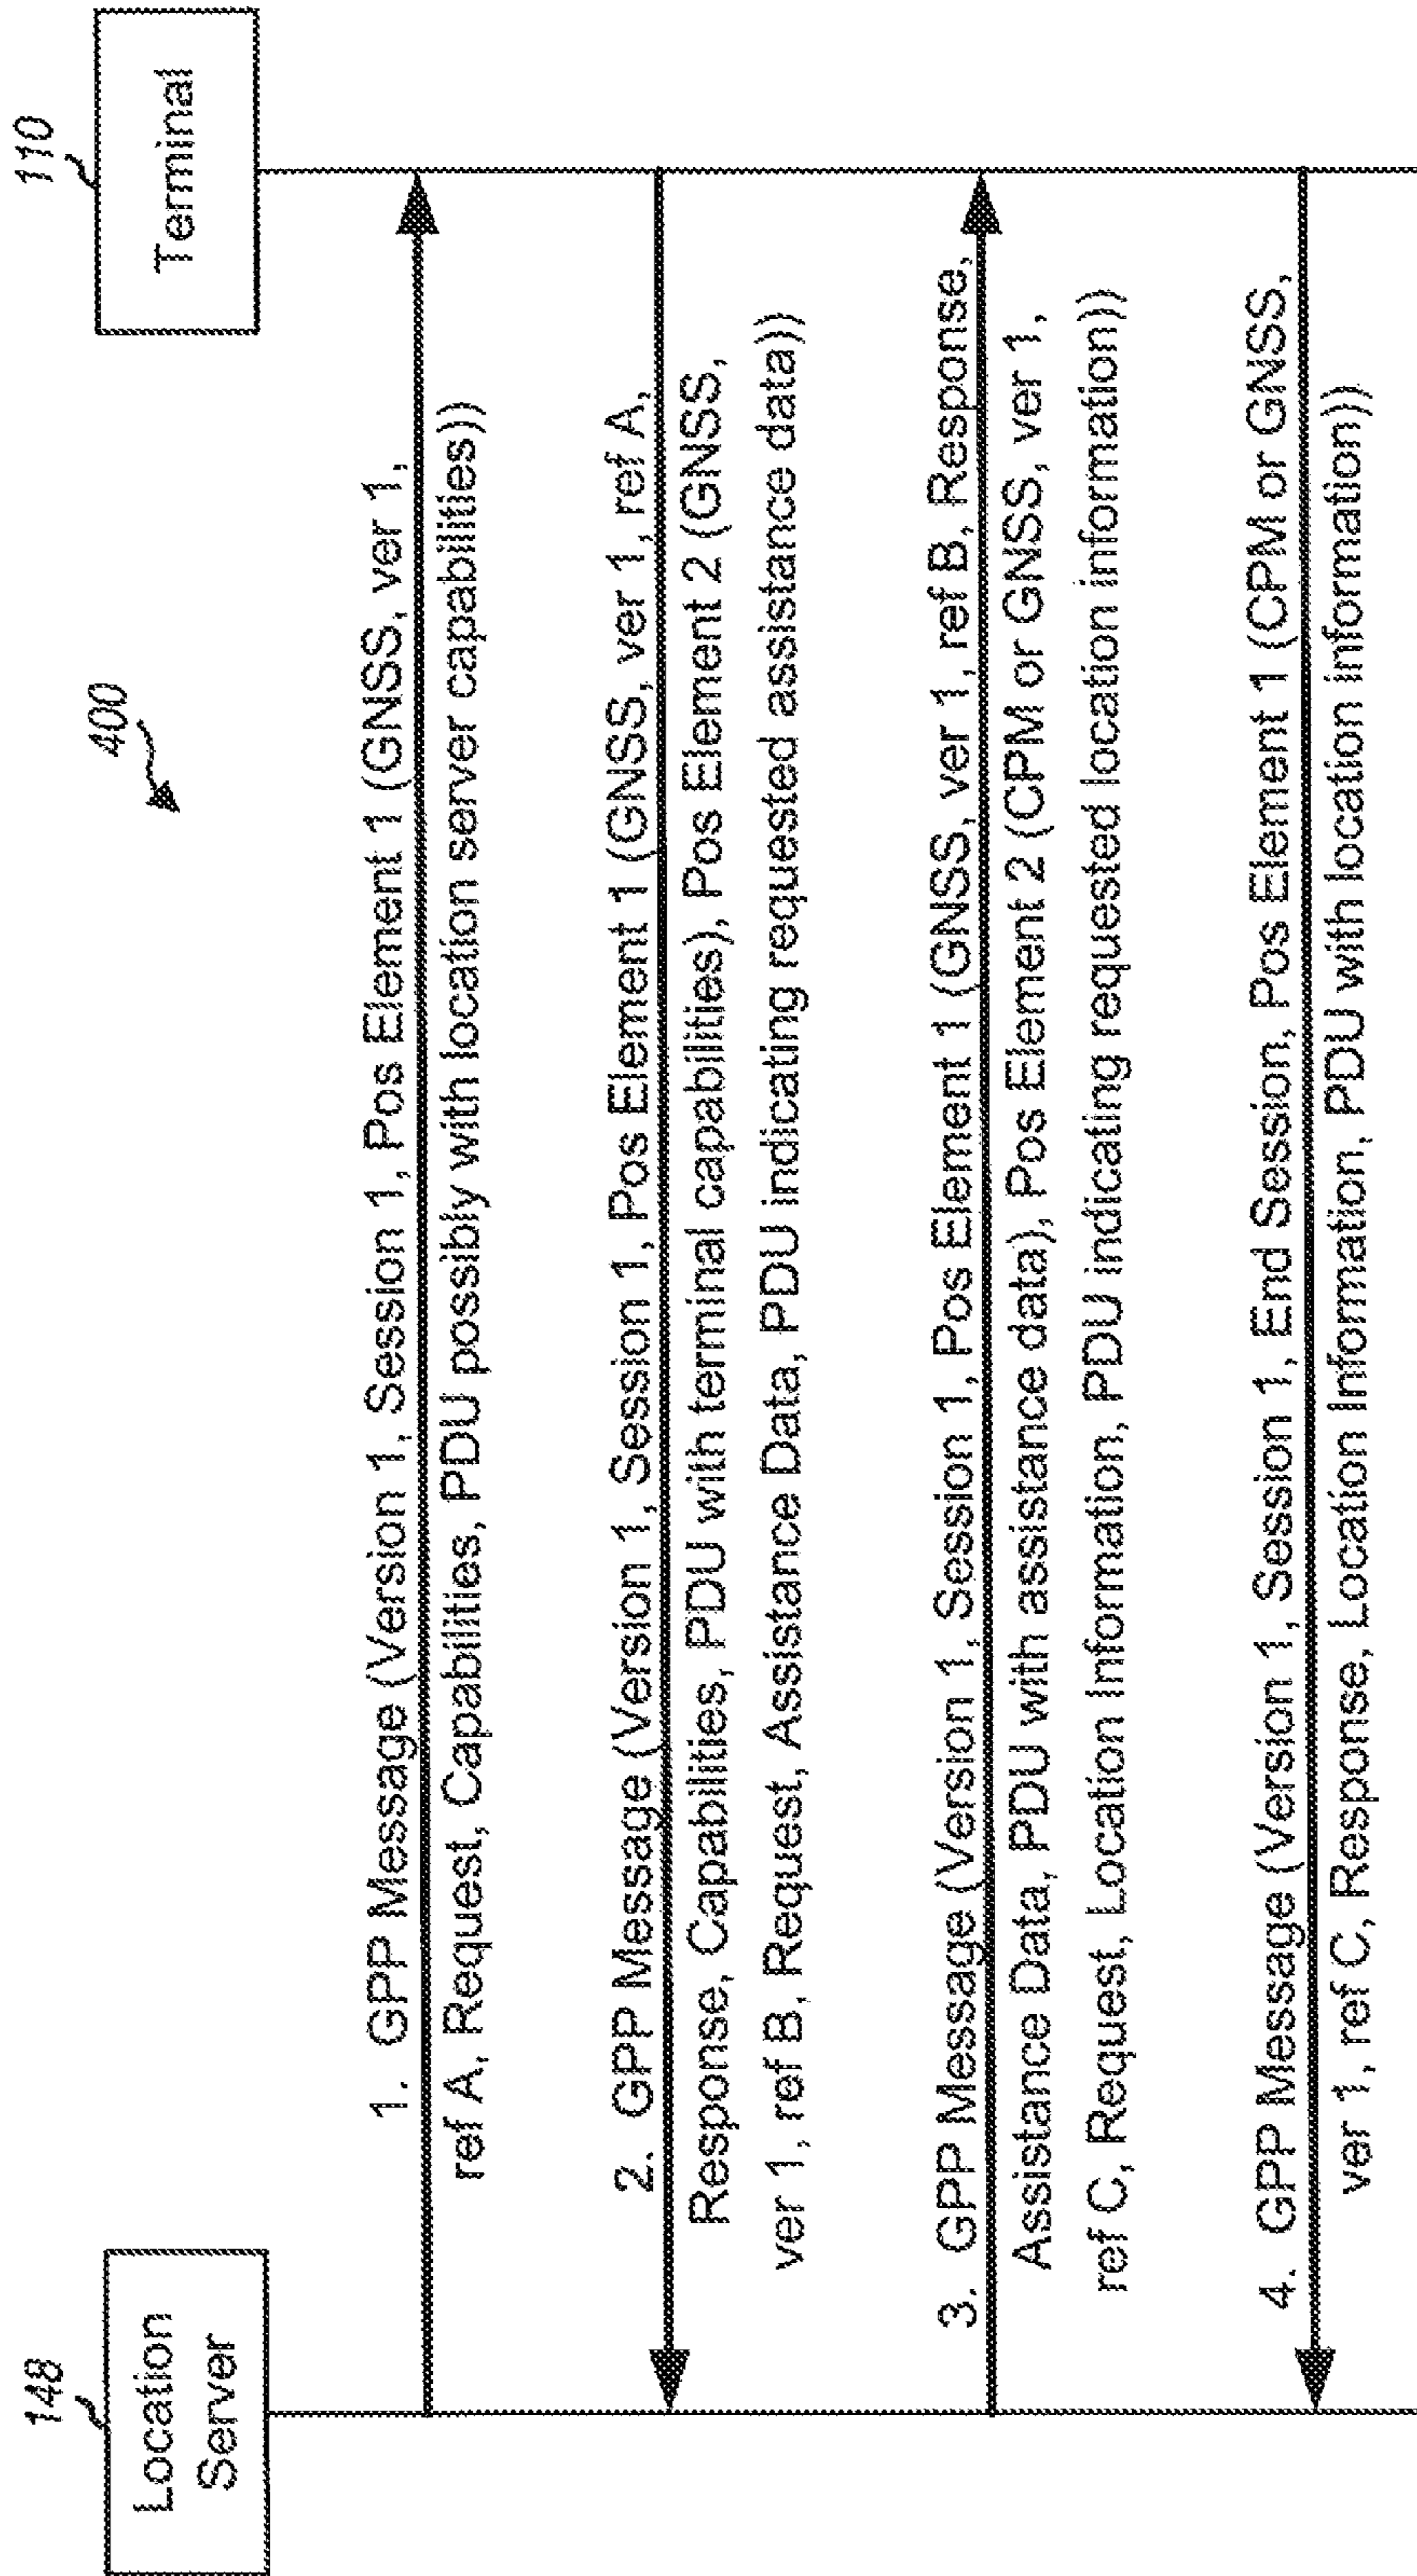 148
Location
Server
400
110
Terminal
1. GPP Message (Version 1, Session 1, Pos Element 1 (GNSS, ver 1,
ref A, Request, Capabilities, PDU possibly with location server capabilities))
2. GPP Message (Version 1, Session 1, Pos Element 1 (GNSS, ver 1, ref A,
Response, Capabilities, PDU with terminal capabilities), Pos Element 2 (GNSS,
ver 1, ref B, Request, Assistance Data, PDU indicating requested assistance data))
3. GPP Message (Version 1, Session 1, Pos Element 1 (GNSS, ver 1, ref B, Response,
Assistance Data, PDU with assistance data), Pos Element 2 (CPM or GNSS, ver 1,
ref C, Request, Location Information, PDU indicating requested location information))
4. GPP Message (Version 1, Session 1, End Session, Pos Element 1 (CPM or GNSS,
ver 1, ref C, Response, Location Information, PDU with location information))